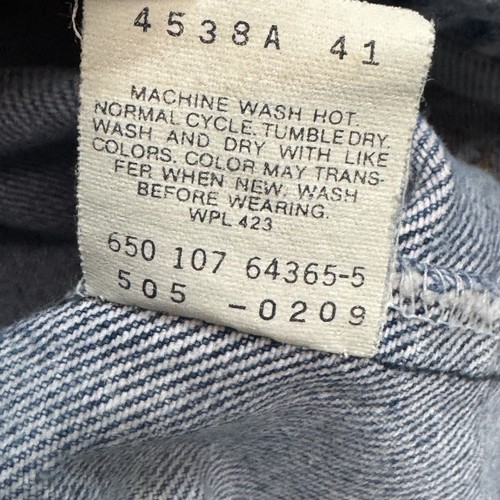 4538A 41
MACHINE WASH HOT.
NORMAL CYCLE. TUMBLE DRY.
WASH AND DRY WITH LIKE
COLORS. COLOR MAY TRANS-
FER WHEN NEW. WASH
BEFORE WEARING.
WPL 423
650 107 64365-5
505 -0209